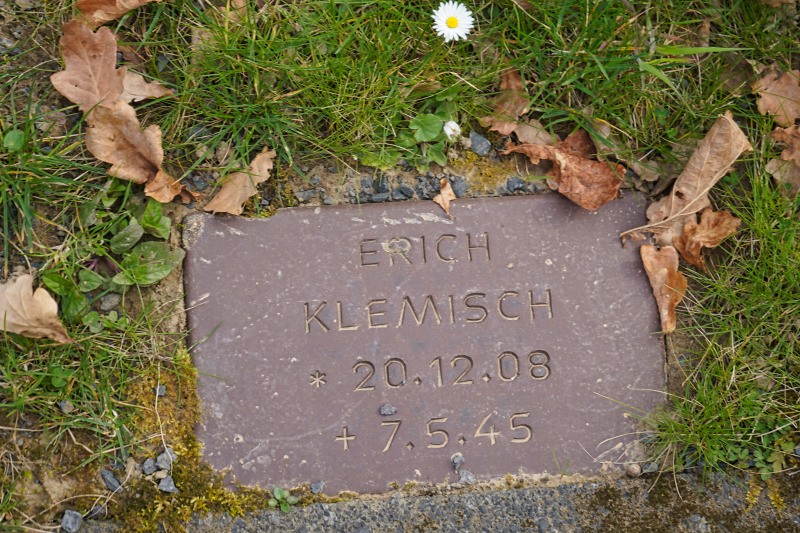 ERICH
KLEMISCH
* 20.12.08
+ 7.5.45